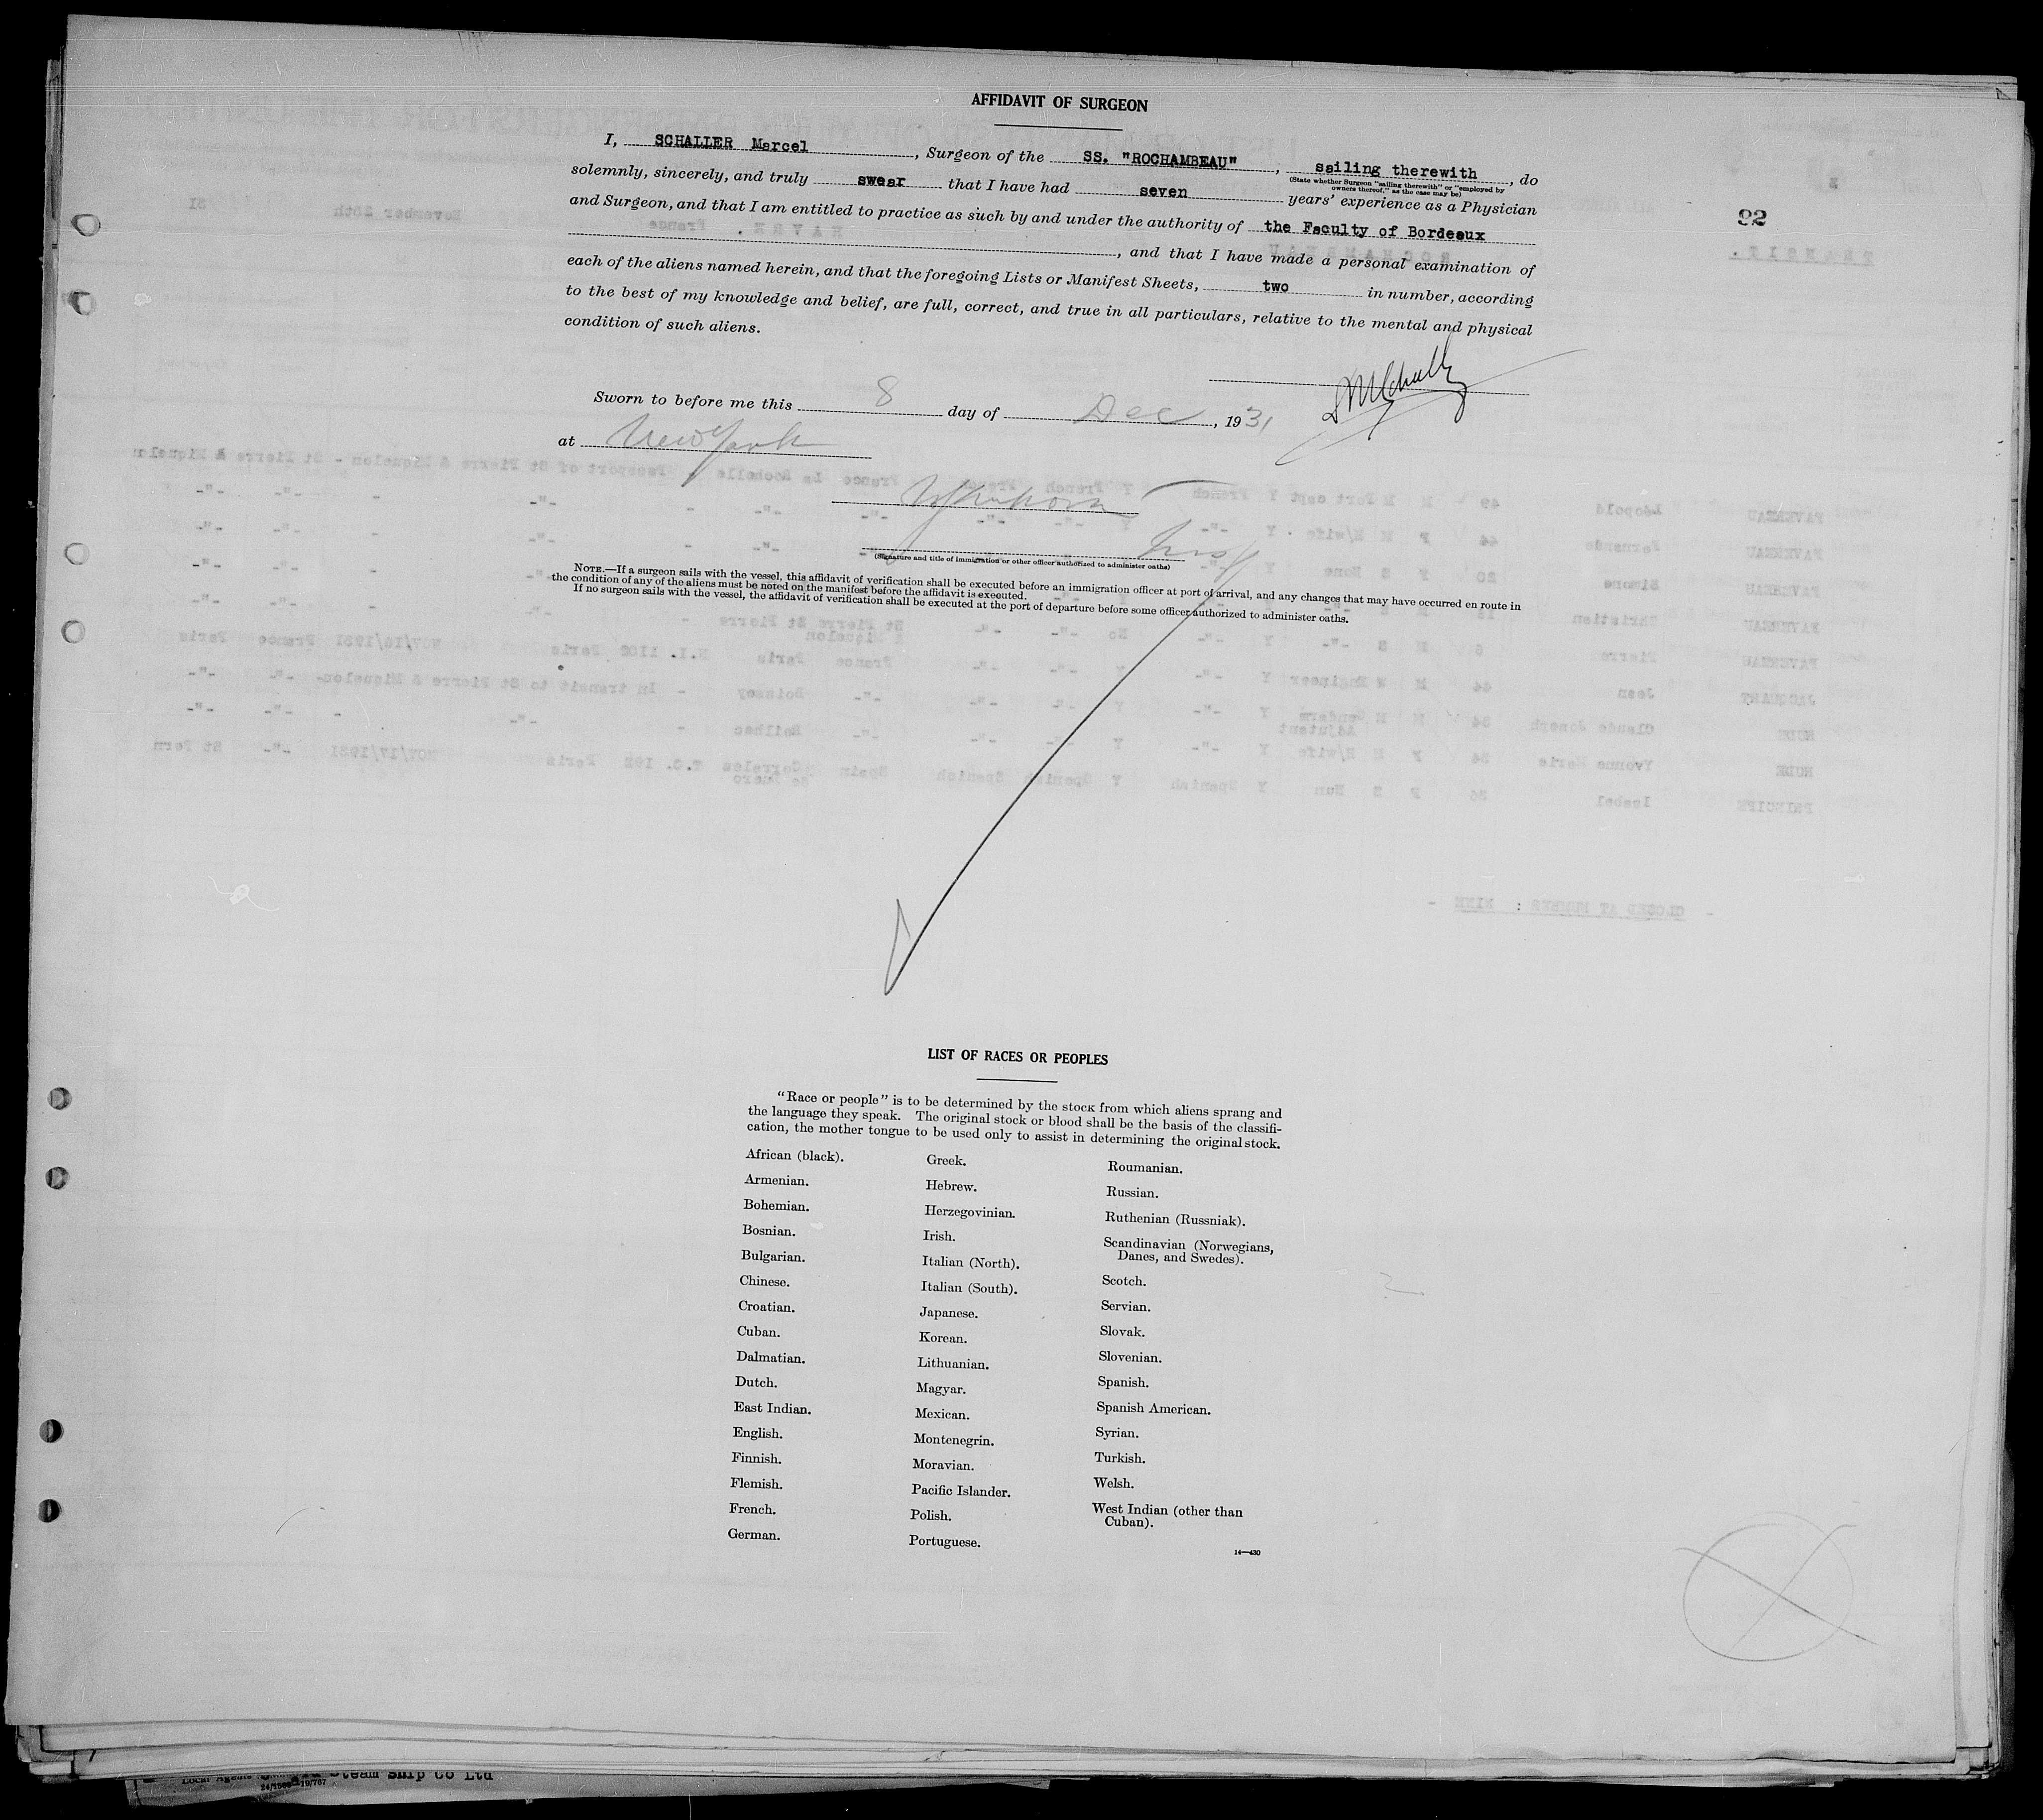 AFFIDAVIT OF SURGEON
I, SCHALLER Marcel, Surgeon of the SS. "ROCHAMBEAU", sailing therewith, do
(State whether Surgeon "sailing therewith" or "employed by
owners thereof," as the case may be)
solemnly, sincerely, and truly swear that I have had seven years' experience as a Physician
and Surgeon, and that I am entitled to practice as such by and under the authority of the Faculty of Bordeaux
, and that I have made a personal examination of
each of the aliens named herein, and that the foregoing Lists or Manifest Sheets, two in number, according
to the best of my knowledge and belief, are full, correct, and true in all particulars, relative to the mental and physical
condition of such aliens.
92
Sworn to before me this 8 day of Dec, 1931
at New York
(Signature and title of immigration or other officer authorized to administer oaths)
NOTE.—If a surgeon sails with the vessel, this affidavit of verification shall be executed before an immigration officer at port of arrival, and any changes that may have occurred en route in
the condition of any of the aliens must be noted on the manifest before the affidavit is executed.
If no surgeon sails with the vessel, the affidavit of verification shall be executed at the port of departure before some officer authorized to administer oaths.
LIST OF RACES OR PEOPLES
"Race or people" is to be determined by the stock from which aliens sprang and
the language they speak. The original stock or blood shall be the basis of the classifi-
cation, the mother tongue to be used only to assist in determining the original stock.
African (black).
Armenian.
Bohemian.
Bosnian.
Bulgarian.
Chinese.
Croatian.
Cuban.
Dalmatian.
Dutch.
East Indian.
English.
Finnish.
Flemish.
French.
German.
Greek.
Hebrew.
Herzegovinian.
Irish.
Italian (North).
Italian (South).
Japanese.
Korean.
Lithuanian.
Magyar.
Mexican.
Montenegrin.
Moravian.
Pacific Islander.
Polish.
Portuguese.
Roumanian.
Russian.
Ruthenian (Russniak).
Scandinavian (Norwegians,
Danes, and Swedes).
Scotch.
Servian.
Slovak.
Slovenian.
Spanish.
Spanish American.
Syrian.
Turkish.
Welsh.
West Indian (other than
Cuban).
14—430
Steam Ship Co Ltd